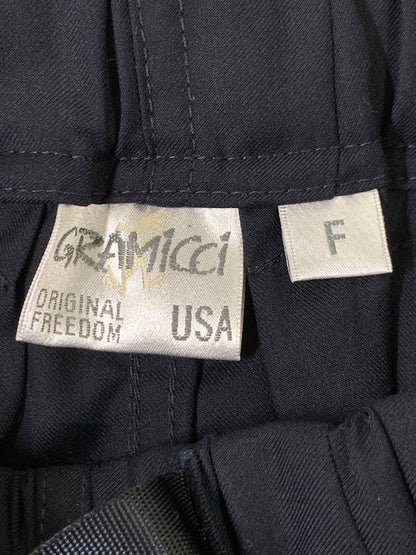 GRAMICCI
ORIGINAL
FREEDOM
USA
F